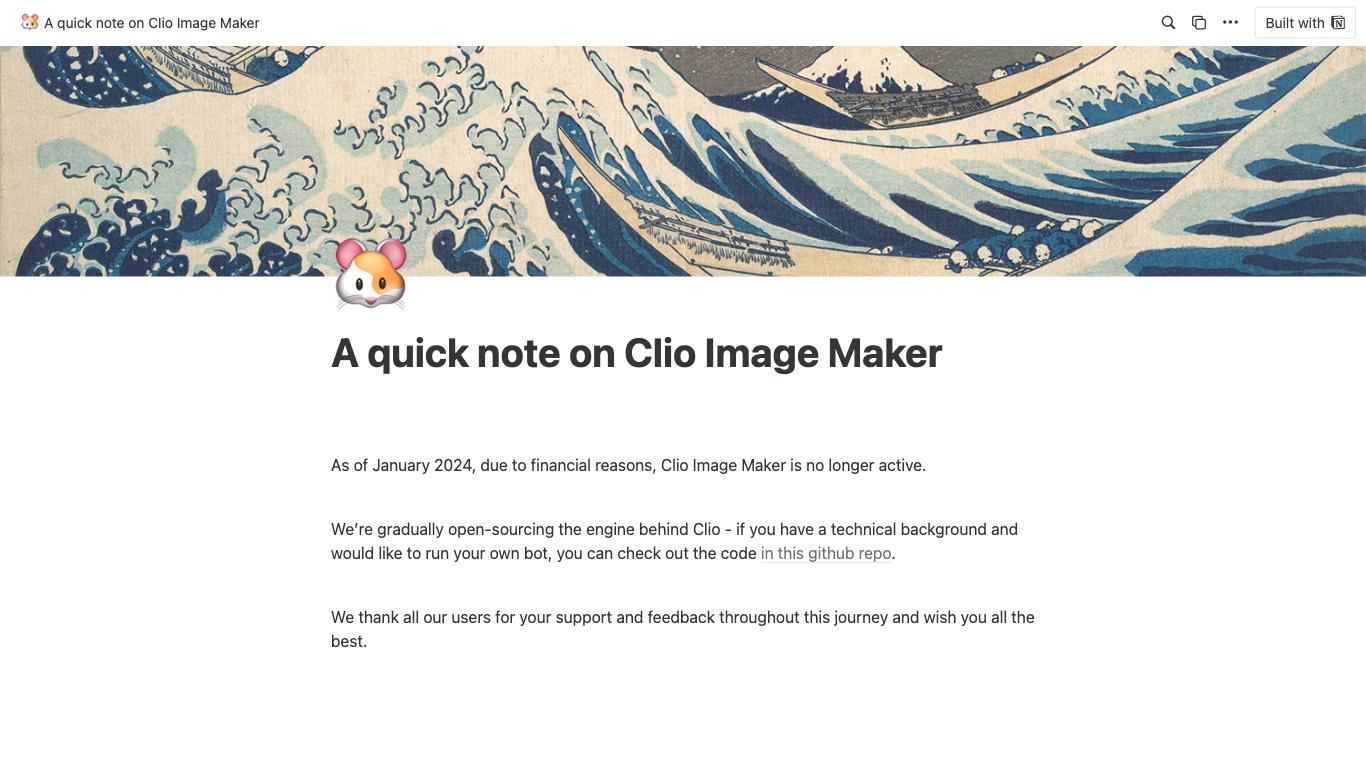 A quick note on Clio Image Maker
Built with
A quick note on Clio Image Maker
As of January 2024, due to financial reasons, Clio Image Maker is no longer active.
We’re gradually open-sourcing the engine behind Clio - if you have a technical background and
would like to run your own bot, you can check out the code in this github repo.
We thank all our users for your support and feedback throughout this journey and wish you all the
best.